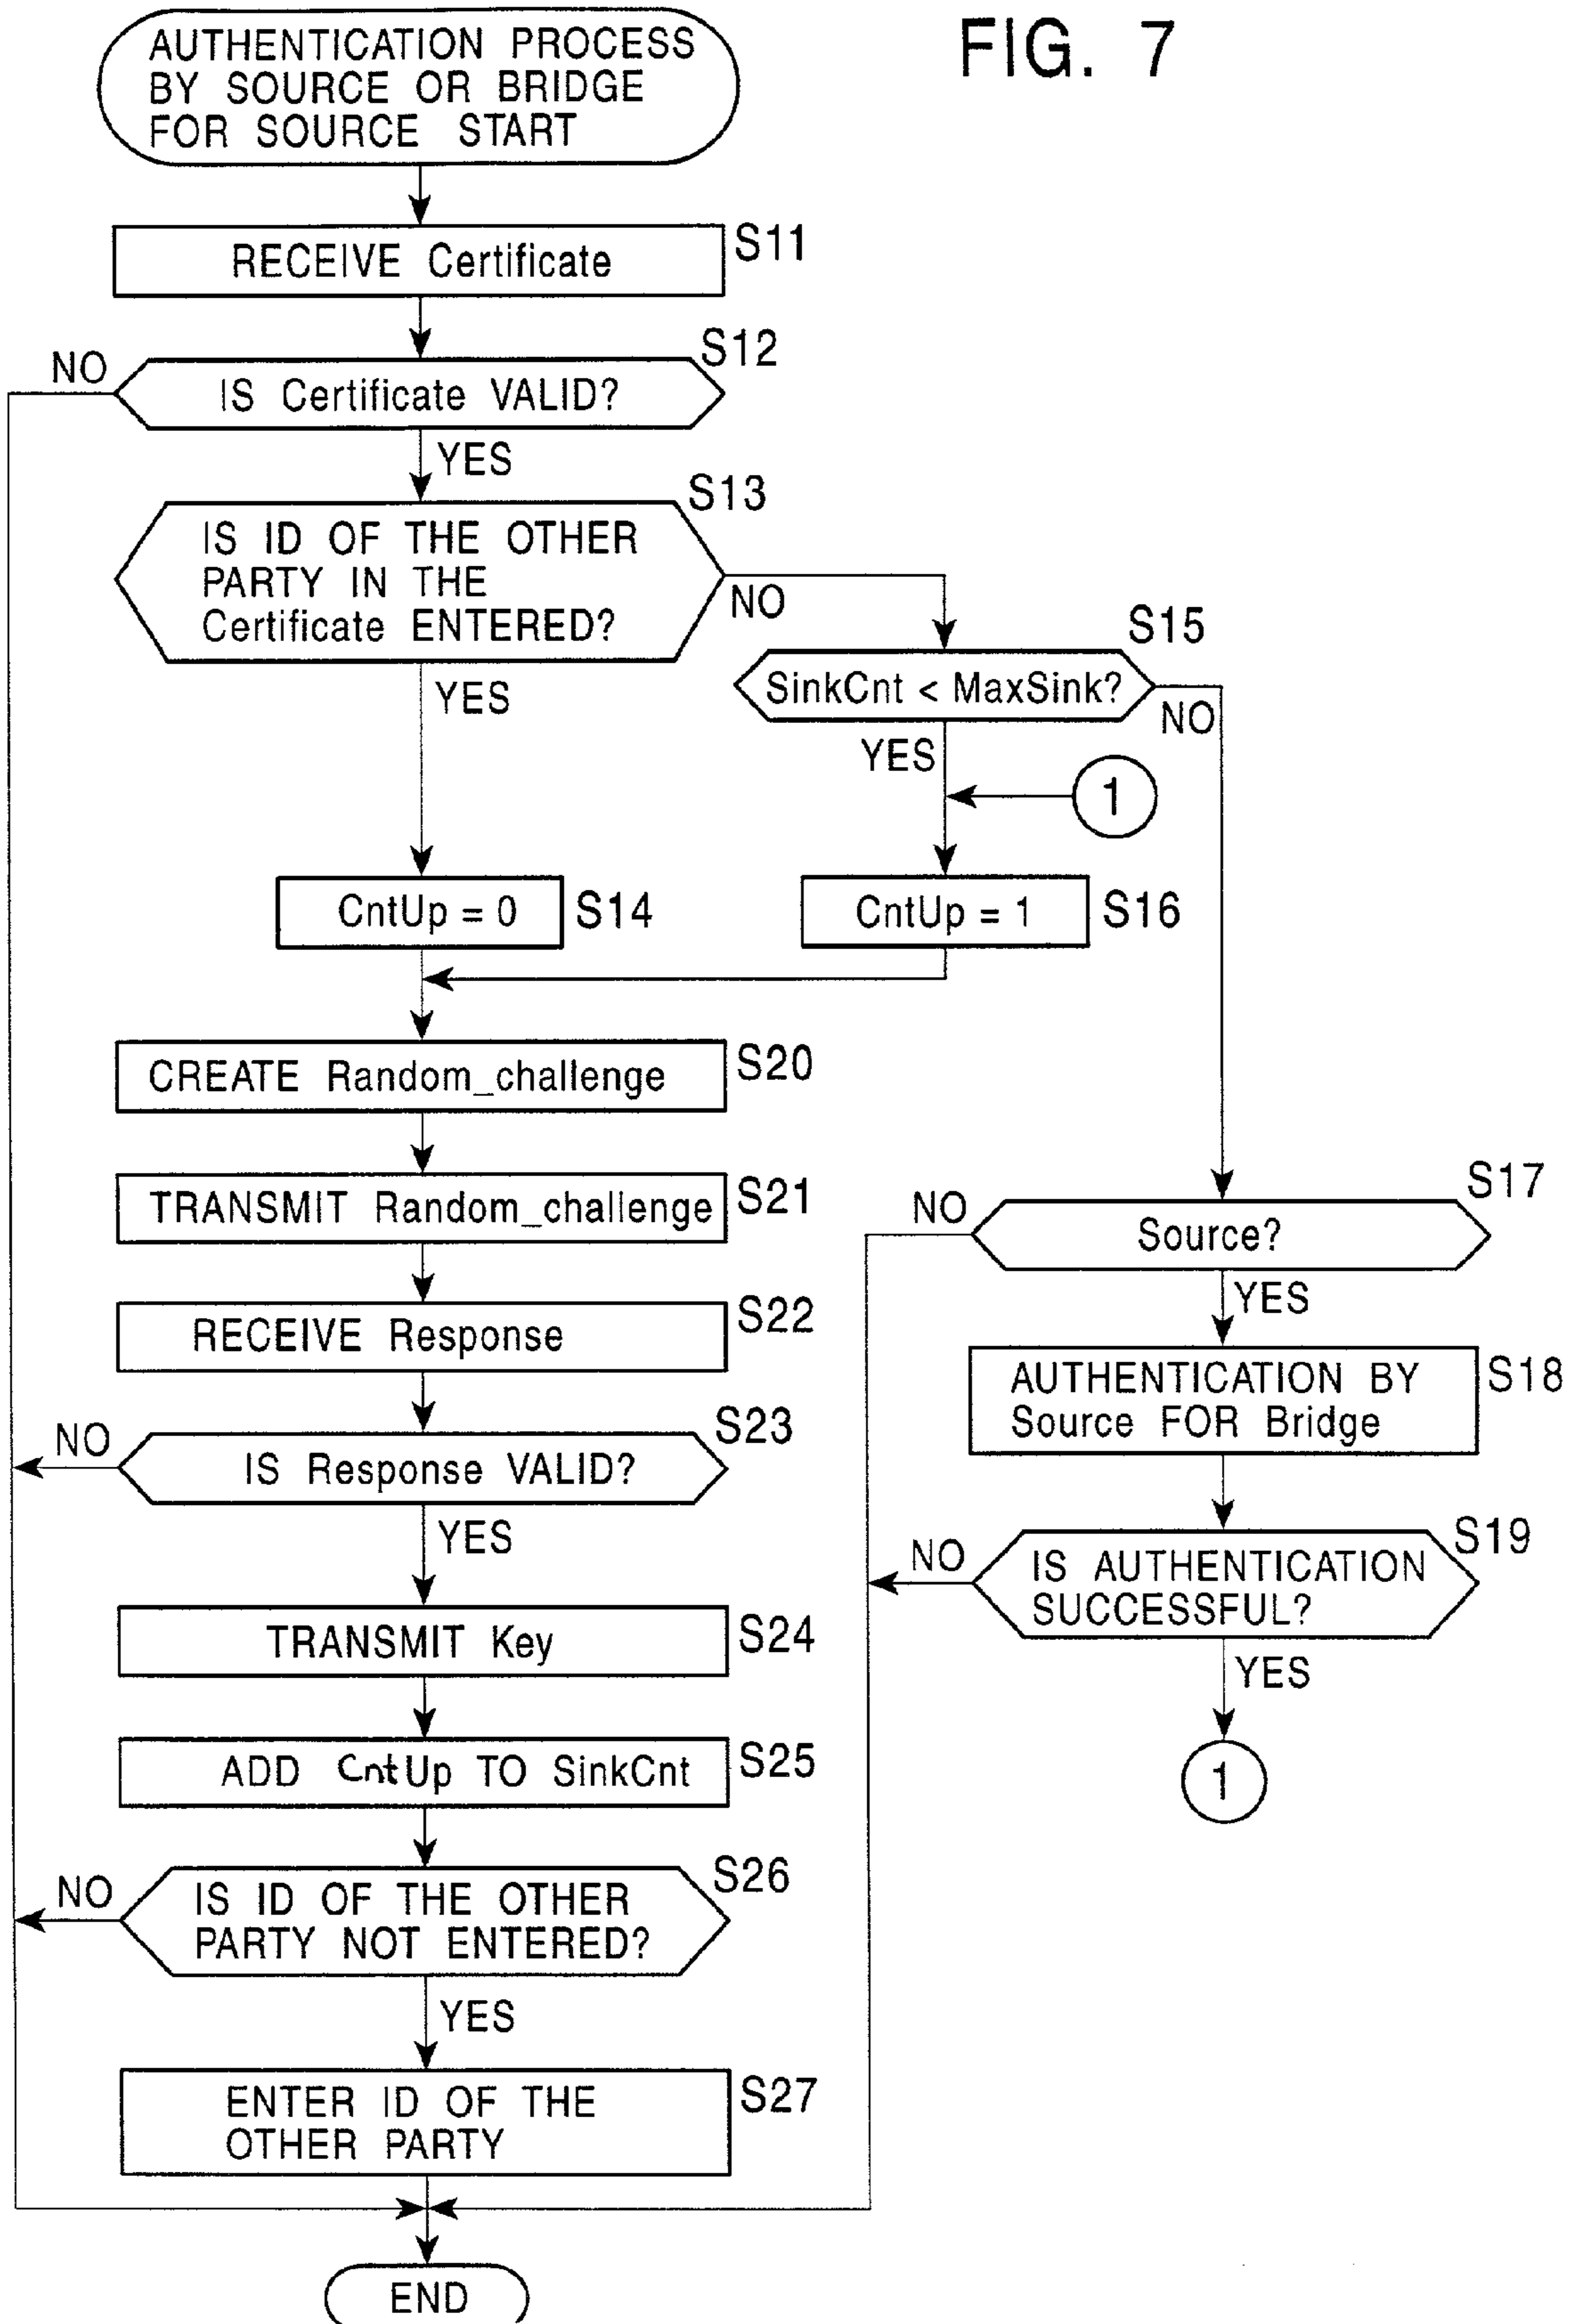 FIG. 7
AUTHENTICATION PROCESS
BY SOURCE OR BRIDGE
FOR SOURCE START
RECEIVE Certificate
S11
S12
NO
IS Certificate VALID?
YES
S13
IS ID OF THE OTHER
PARTY IN THE
Certificate ENTERED?
NO
YES
S15
SinkCnt < MaxSink?
NO
YES
1
CntUp = 0
S14
CntUp = 1
S16
CREATE Random_challenge
S20
TRANSMIT Random_challenge
S21
RECEIVE Response
S22
S23
NO
IS Response VALID?
YES
TRANSMIT Key
S24
ADD CntUp TO SinkCnt
S25
S26
NO
IS ID OF THE OTHER
PARTY NOT ENTERED?
YES
ENTER ID OF THE
OTHER PARTY
S27
S17
NO
Source?
YES
AUTHENTICATION BY
Source FOR Bridge
S18
S19
NO
IS AUTHENTICATION
SUCCESSFUL?
YES
1
END